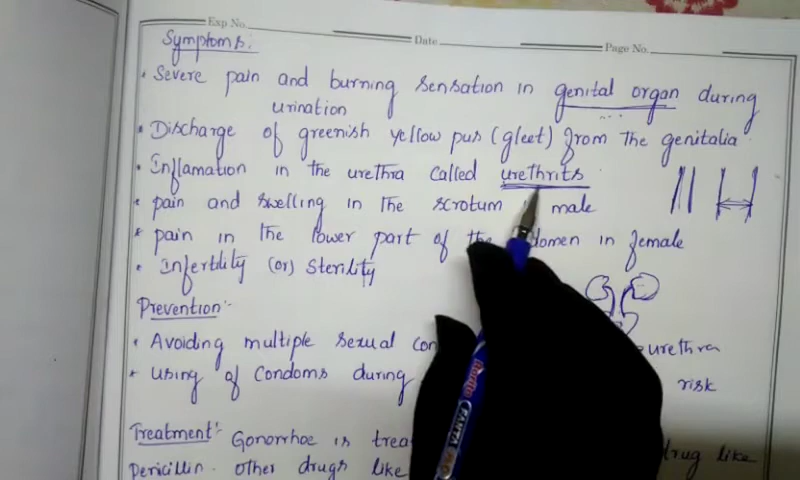 Exp No.
Date
Page No.
Symptoms:
• Severe pain and burning sensation in genital organ during
urination
• Discharge of greenish yellow pus (gleet) from the genitalia
• Inflamation in the urethra called urethrits
• pain and swelling in the scrotum male
• pain in the lower part of the domen in female
• Infertility (or) Sterility
Prevention:-
• Avoiding multiple sexual con urethra
• Using of Condoms during risk
Treatment:- Gonorrhoe is trea drug like
penicillin. other drugs like